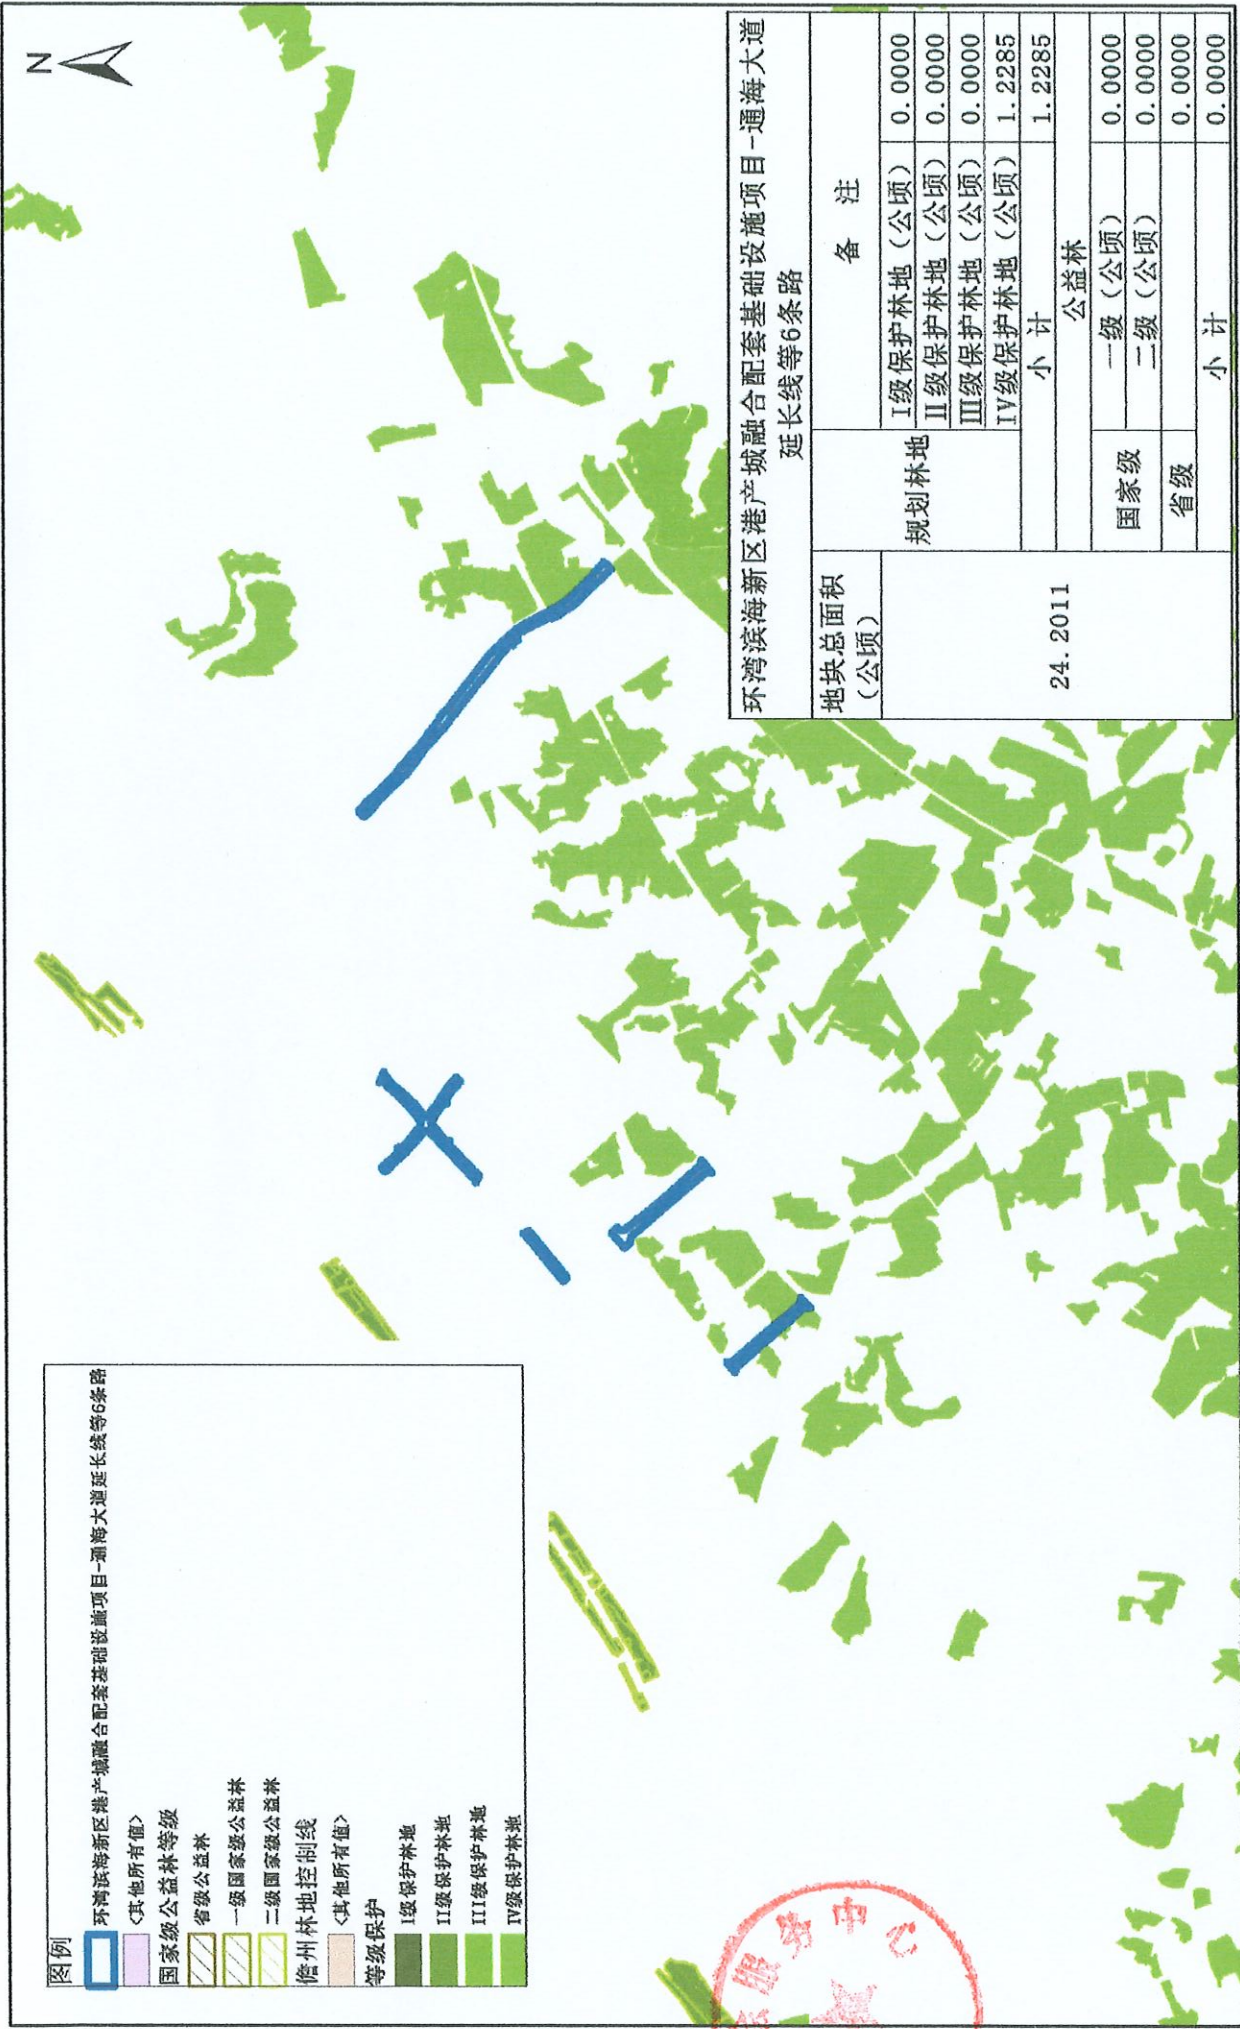 N
环湾滨海新区港产城融合配套基础设施项目-通海大道
延长线等6条路
地块总面积
（公顷）
备 注
24.2011
规划林地
I级保护林地（公顷） 0.0000
II级保护林地（公顷） 0.0000
III级保护林地（公顷） 0.0000
IV级保护林地（公顷） 1.2285
小 计 1.2285
公益林
国家级
一级（公顷） 0.0000
二级（公顷） 0.0000
省级 0.0000
小 计 0.0000
图例
环湾滨海新区港产城融合配套基础设施项目-通海大道延长线等6条路
<其他所有值>
国家级公益林等级
省级公益林
一级国家级公益林
二级国家级公益林
儋州林地控制线
<其他所有值>
等级保护
I级保护林地
II级保护林地
III级保护林地
IV级保护林地
服务中心